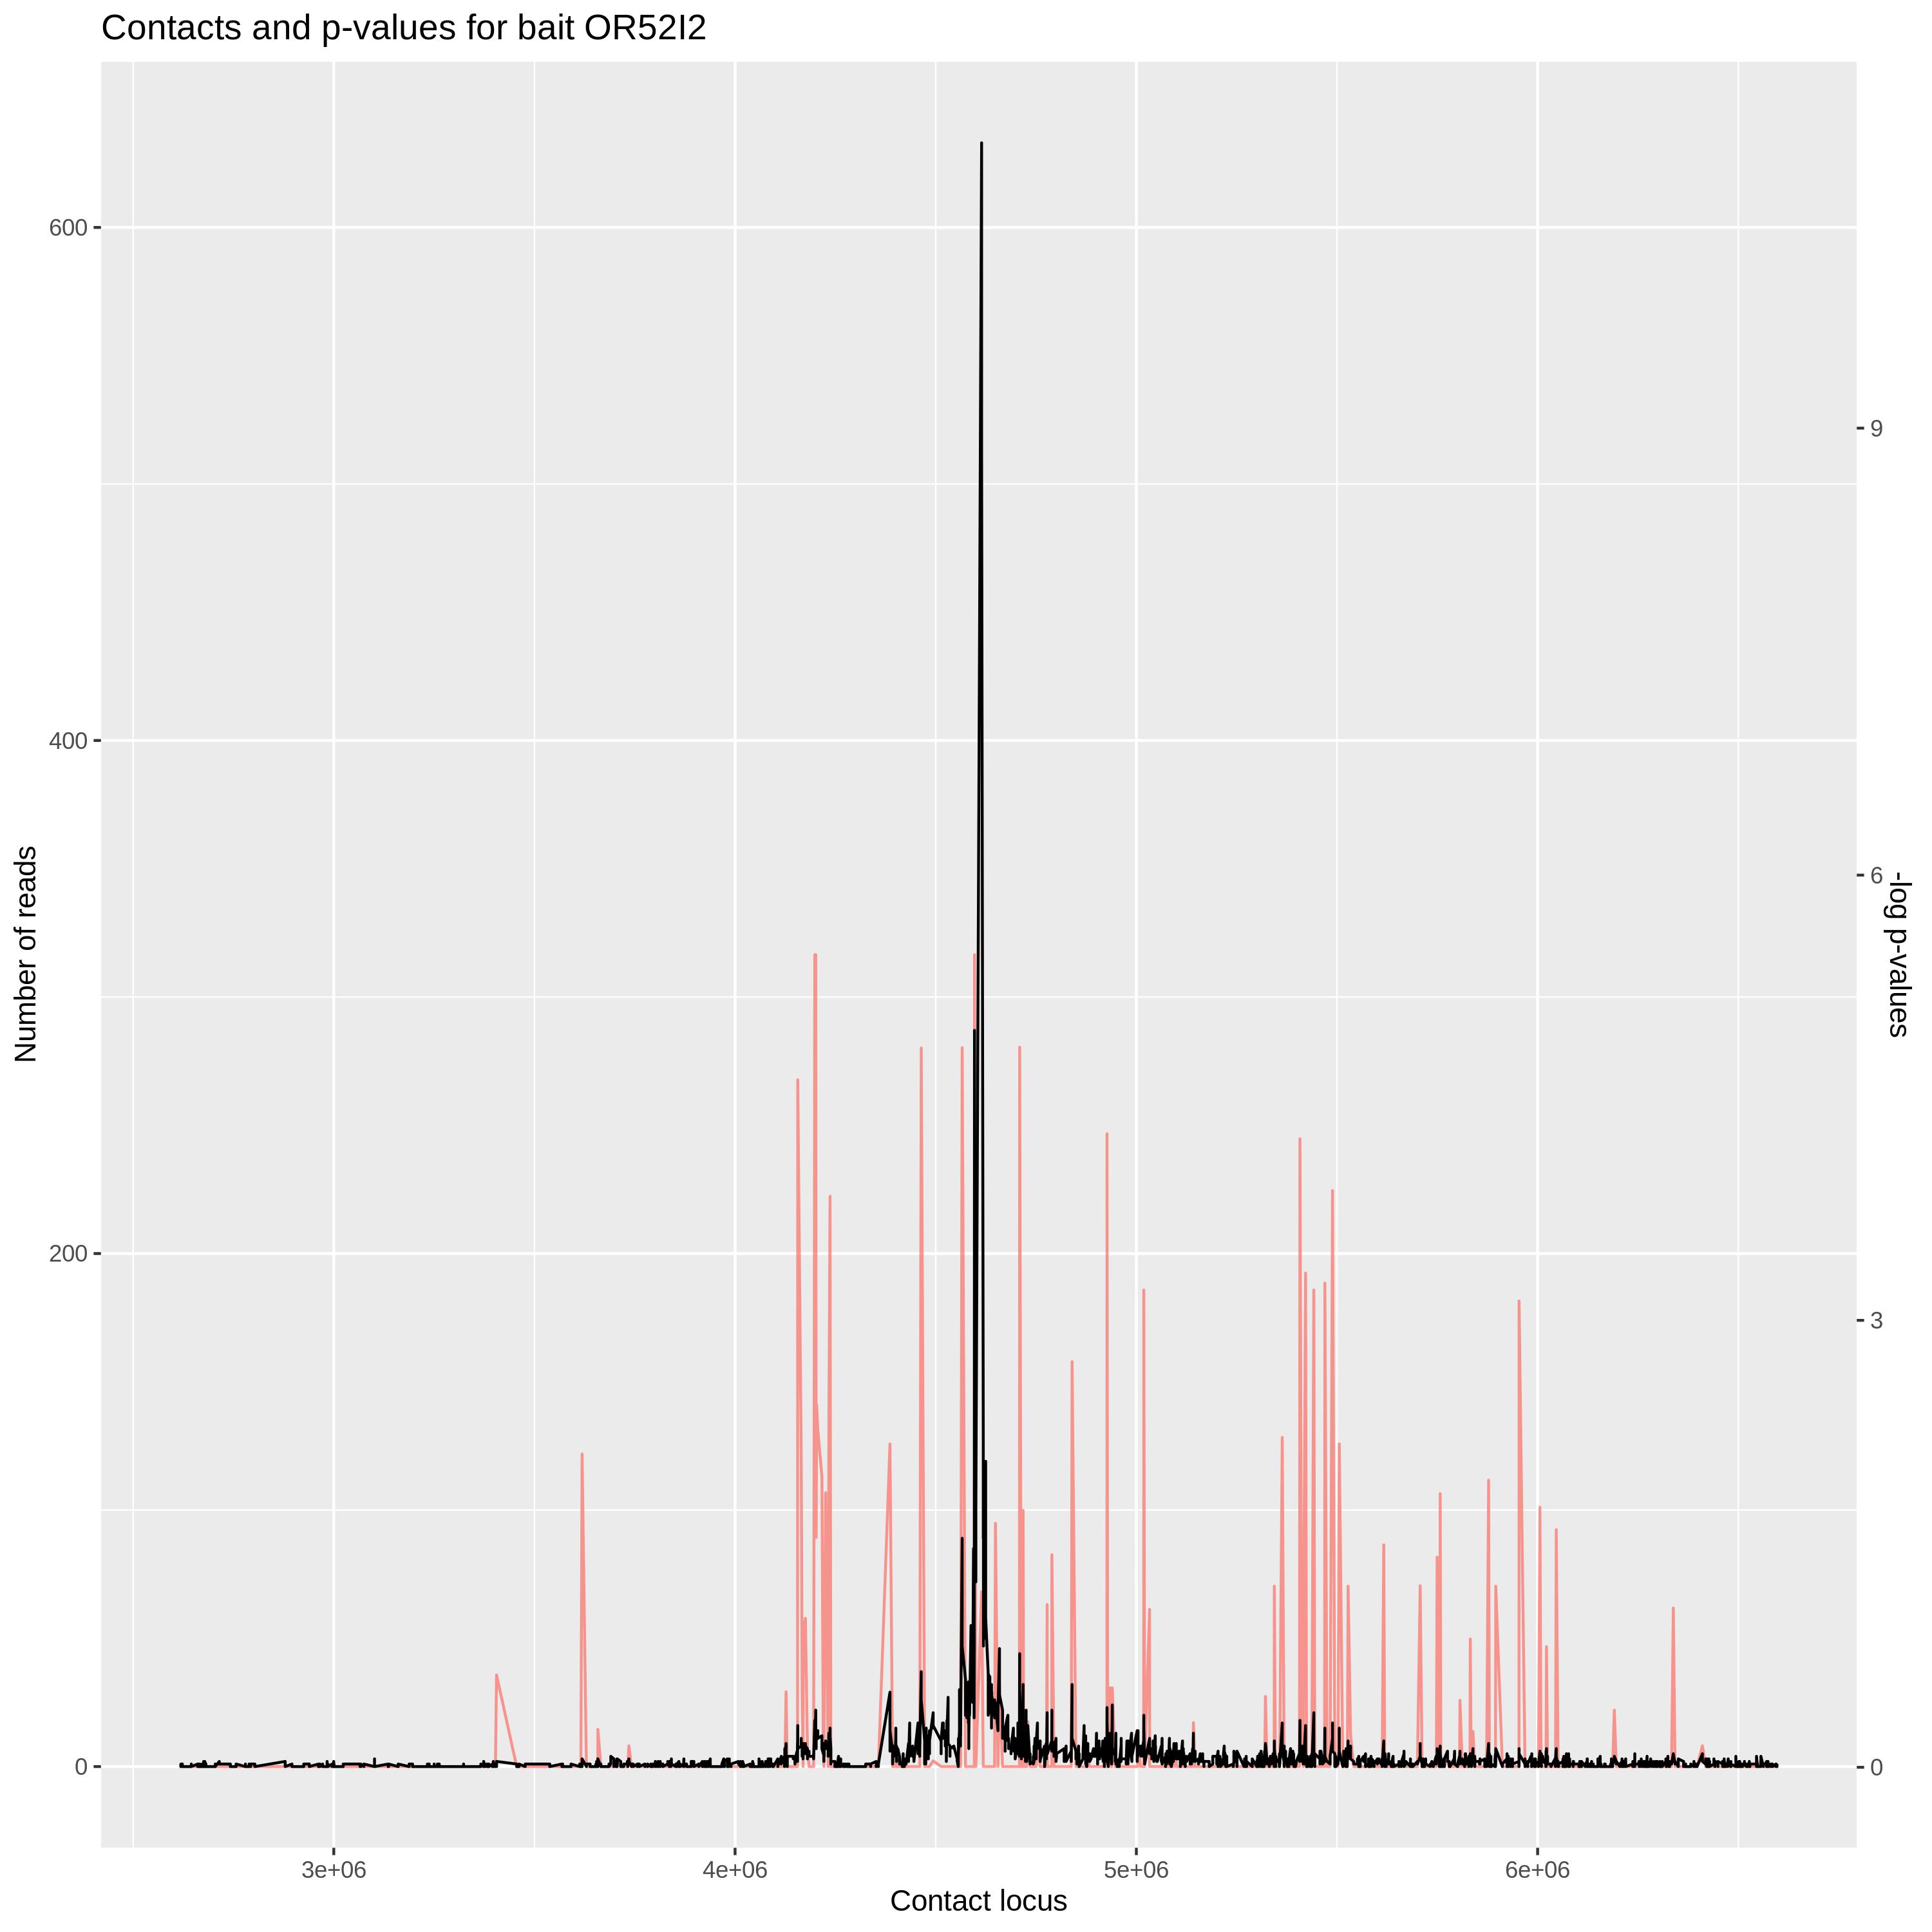 Contacts and p-values for bait OR52I2
600
400
200
0
9
6
3
0
Number of reads
-log p-values
3e+06
4e+06
5e+06
6e+06
Contact locus